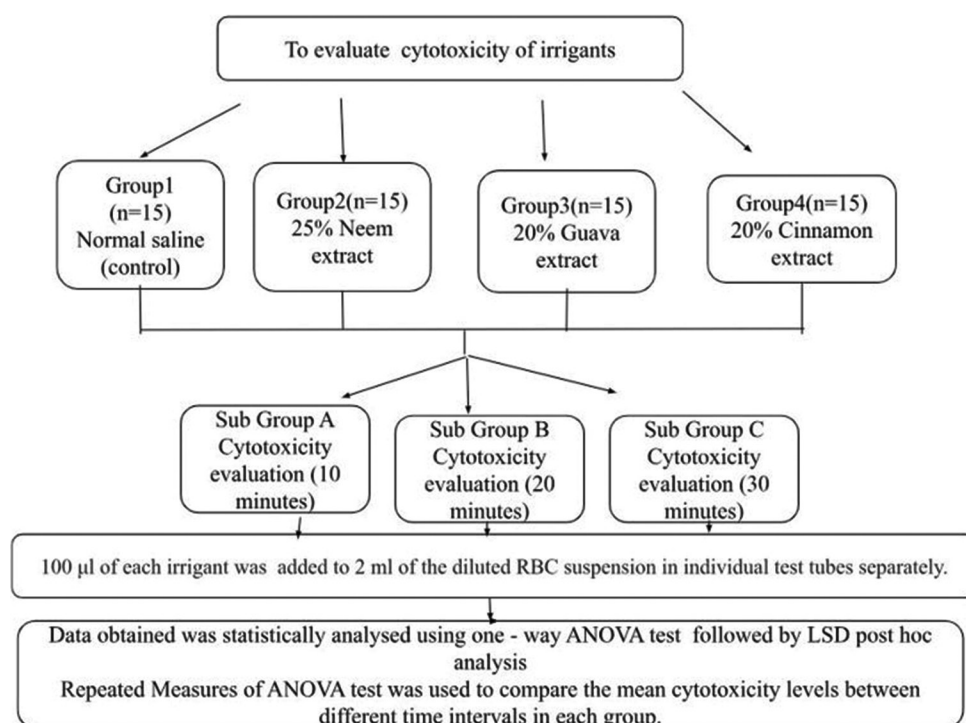 To evaluate cytotoxicity of irrigants
Group1
(n=15)
Normal saline
(control)
Group2(n=15)
25% Neem
extract
Group3(n=15)
20% Guava
extract
Group4(n=15)
20% Cinnamon
extract
Sub Group A
Cytotoxicity
evaluation (10
minutes)
Sub Group B
Cytotoxicity
evaluation (20
minutes)
Sub Group C
Cytotoxicity
evaluation (30
minutes)
100 µl of each irrigant was added to 2 ml of the diluted RBC suspension in individual test tubes separately.
Data obtained was statistically analysed using one - way ANOVA test followed by LSD post hoc
analysis
Repeated Measures of ANOVA test was used to compare the mean cytotoxicity levels between
different time intervals in each group.